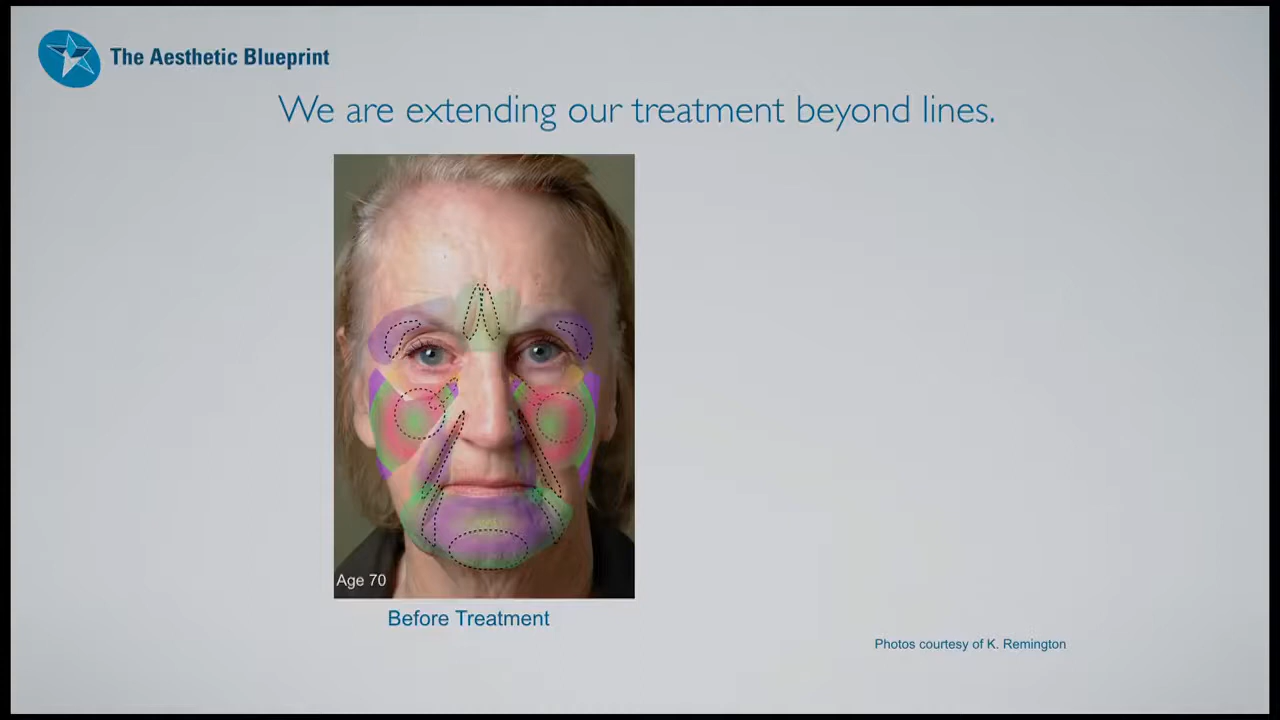 The Aesthetic Blueprint
We are extending our treatment beyond lines.
Age 70
Before Treatment
Photos courtesy of K. Remington